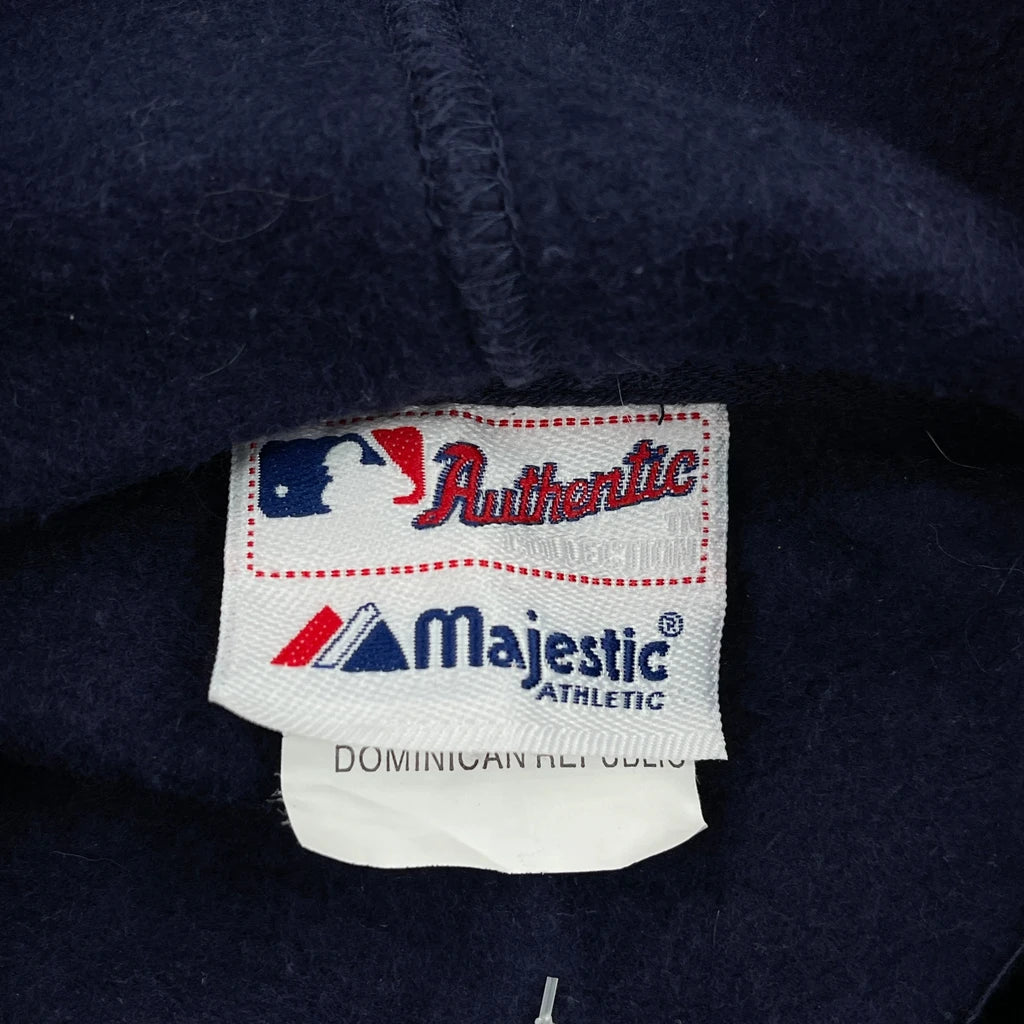 Authentic
COLLECTION
Majestic®
ATHLETIC
DOMINICAN REPUBLIC